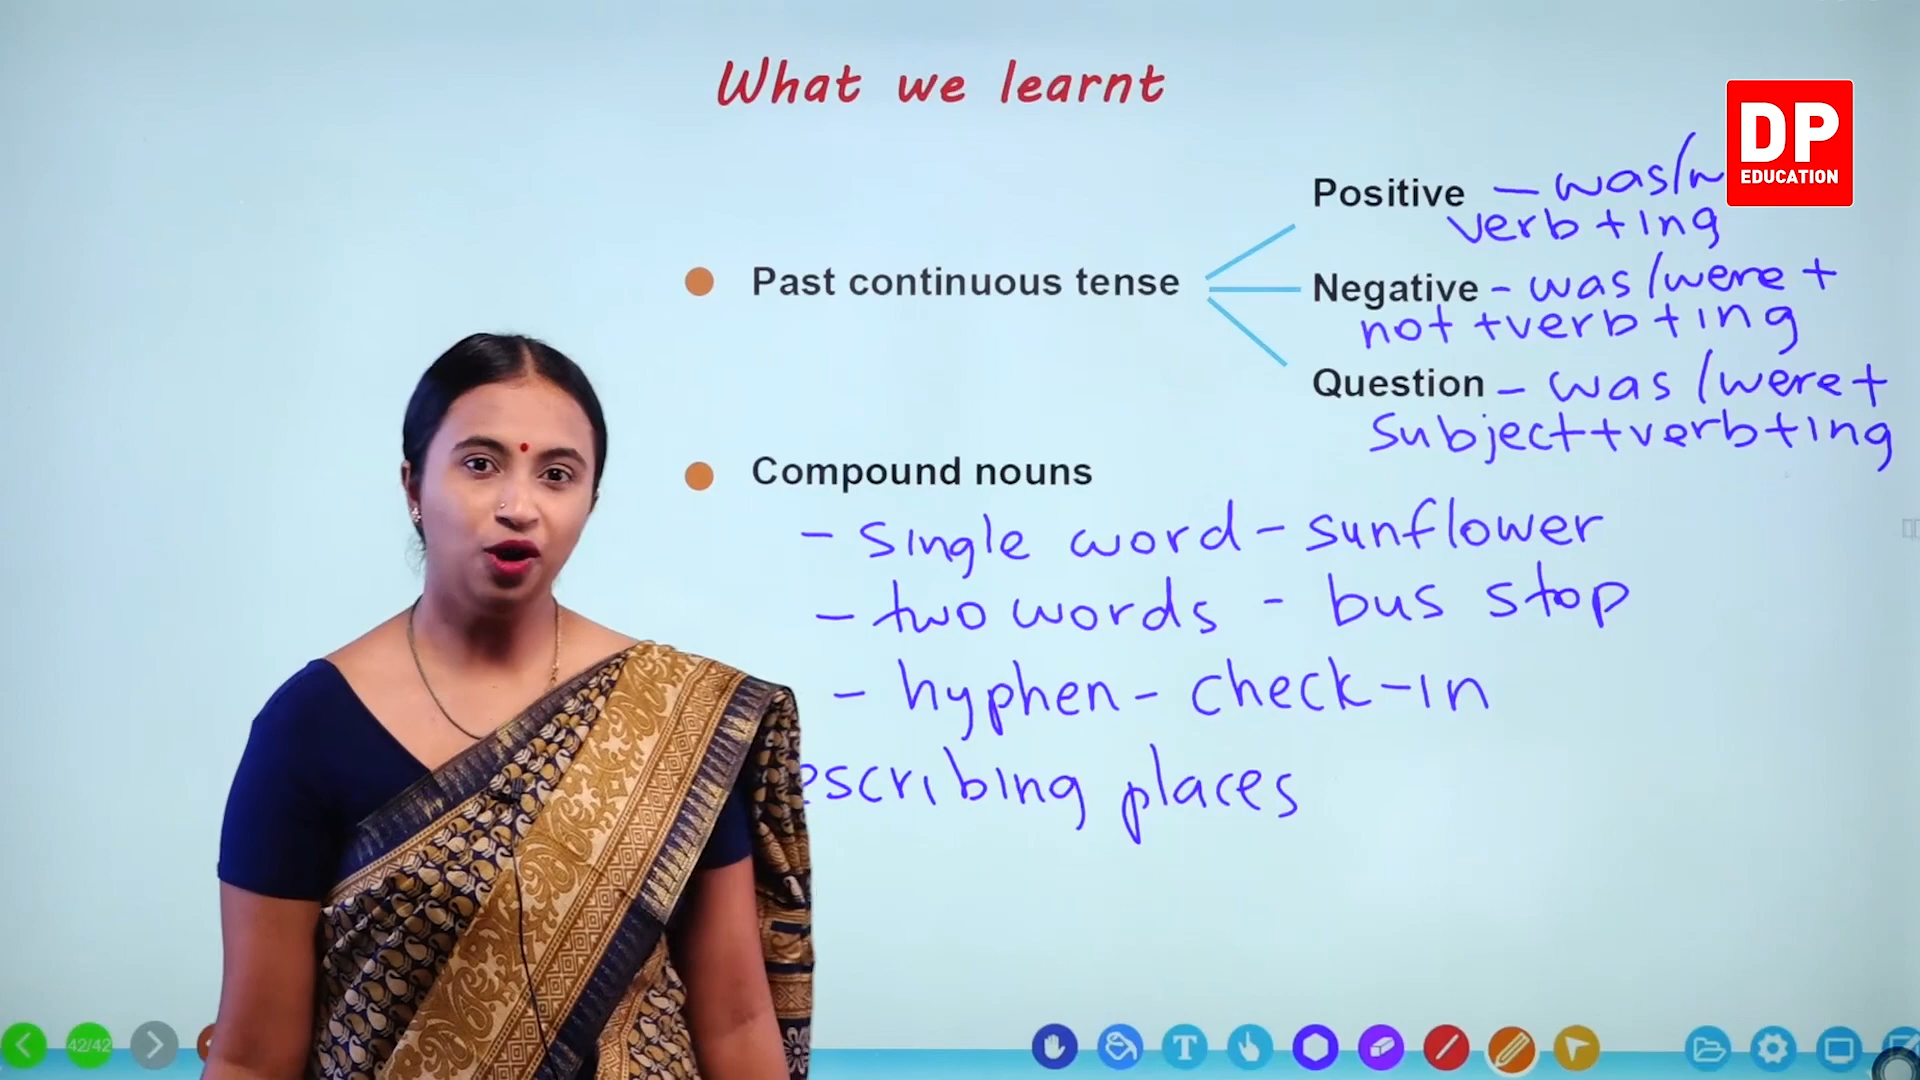 What we learnt
DP
EDUCATION
Positive - was/
verb + ing
Past continuous tense
Negative - was/were +
not + verb + ing
Question - was/were +
subject + verb + ing
Compound nouns
- single word - sunflower
- two words - bus stop
- hyphen - check-in
escribing places
42/42
T